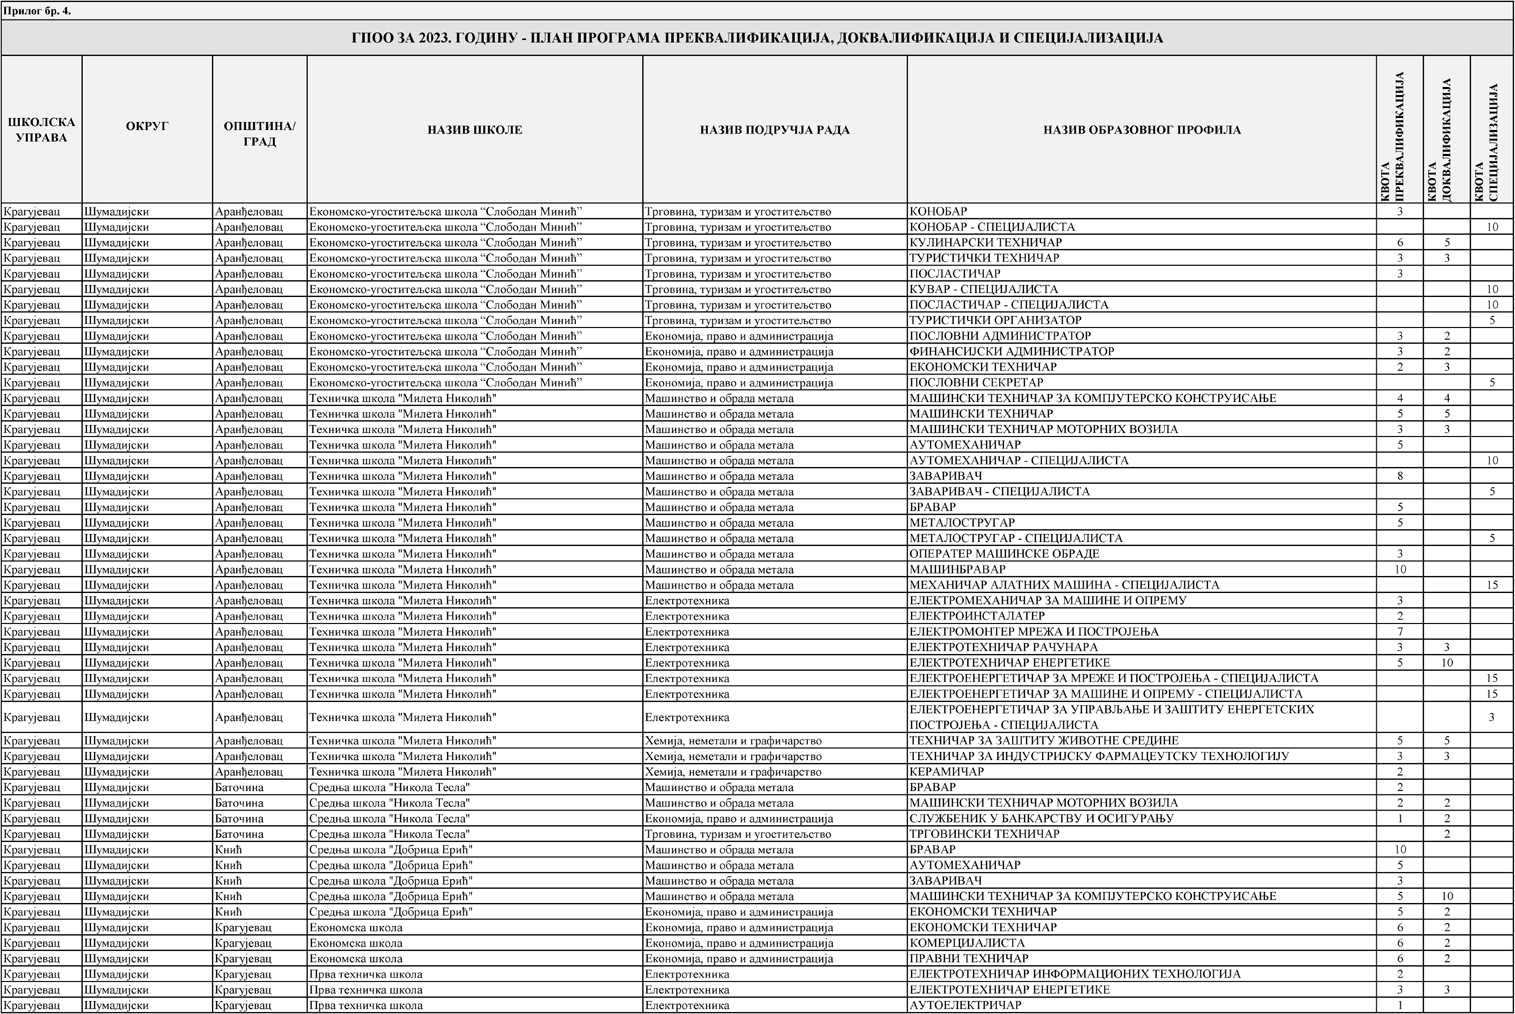 Прилог бр. 4.
ГПОО ЗА 2023. ГОДИНУ - ПЛАН ПРОГРАМА ПРЕКВАЛИФИКАЦИЈА, ДОКВАЛИФИКАЦИЈА И СПЕЦИЈАЛИЗАЦИЈА
ШКОЛСКА УПРАВА ОКРУГ ОПШТИНА/ ГРАД НАЗИВ ШКОЛЕ НАЗИВ ПОДРУЧЈА РАДА НАЗИВ ОБРАЗОВНОГ ПРОФИЛА КВОТА ПРЕКВАЛИФИКАЦИЈА КВОТА ДОКВАЛИФИКАЦИЈА КВОТА СПЕЦИЈАЛИЗАЦИЈА
Крагујевац Шумадијски Аранђеловац Економско-угоститељска школа “Слободан Минић” Трговина, туризам и угоститељство КОНОБАР 3
Крагујевац Шумадијски Аранђеловац Економско-угоститељска школа “Слободан Минић” Трговина, туризам и угоститељство КОНОБАР - СПЕЦИЈАЛИСТА 10
Крагујевац Шумадијски Аранђеловац Економско-угоститељска школа “Слободан Минић” Трговина, туризам и угоститељство КУЛИНАРСКИ ТЕХНИЧАР 6 5
Крагујевац Шумадијски Аранђеловац Економско-угоститељска школа “Слободан Минић” Трговина, туризам и угоститељство ТУРИСТИЧКИ ТЕХНИЧАР 3 3
Крагујевац Шумадијски Аранђеловац Економско-угоститељска школа “Слободан Минић” Трговина, туризам и угоститељство ПОСЛАСТИЧАР 3
Крагујевац Шумадијски Аранђеловац Економско-угоститељска школа “Слободан Минић” Трговина, туризам и угоститељство КУВАР - СПЕЦИЈАЛИСТА 10
Крагујевац Шумадијски Аранђеловац Економско-угоститељска школа “Слободан Минић” Трговина, туризам и угоститељство ПОСЛАСТИЧАР - СПЕЦИЈАЛИСТА 10
Крагујевац Шумадијски Аранђеловац Економско-угоститељска школа “Слободан Минић” Трговина, туризам и угоститељство ТУРИСТИЧКИ ОРГАНИЗАТОР 5
Крагујевац Шумадијски Аранђеловац Економско-угоститељска школа “Слободан Минић” Економија, право и администрација ПОСЛОВНИ АДМИНИСТРАТОР 3 2
Крагујевац Шумадијски Аранђеловац Економско-угоститељска школа “Слободан Минић” Економија, право и администрација ФИНАНСИЈСКИ АДМИНИСТРАТОР 3 2
Крагујевац Шумадијски Аранђеловац Економско-угоститељска школа “Слободан Минић” Економија, право и администрација ЕКОНОМСКИ ТЕХНИЧАР 2 3
Крагујевац Шумадијски Аранђеловац Економско-угоститељска школа “Слободан Минић” Економија, право и администрација ПОСЛОВНИ СЕКРЕТАР 5
Крагујевац Шумадијски Аранђеловац Техничка школа "Милета Николић" Машинство и обрада метала МАШИНСКИ ТЕХНИЧАР ЗА КОМПЈУТЕРСКО КОНСТРУИСАЊЕ 4 4
Крагујевац Шумадијски Аранђеловац Техничка школа "Милета Николић" Машинство и обрада метала МАШИНСКИ ТЕХНИЧАР 5 5
Крагујевац Шумадијски Аранђеловац Техничка школа "Милета Николић" Машинство и обрада метала МАШИНСКИ ТЕХНИЧАР МОТОРНИХ ВОЗИЛА 3 3
Крагујевац Шумадијски Аранђеловац Техничка школа "Милета Николић" Машинство и обрада метала АУТОМЕХАНИЧАР 5
Крагујевац Шумадијски Аранђеловац Техничка школа "Милета Николић" Машинство и обрада метала АУТОМЕХАНИЧАР - СПЕЦИЈАЛИСТА 10
Крагујевац Шумадијски Аранђеловац Техничка школа "Милета Николић" Машинство и обрада метала ЗАВАРИВАЧ 8
Крагујевац Шумадијски Аранђеловац Техничка школа "Милета Николић" Машинство и обрада метала ЗАВАРИВАЧ - СПЕЦИЈАЛИСТА 5
Крагујевац Шумадијски Аранђеловац Техничка школа "Милета Николић" Машинство и обрада метала БРАВАР 5
Крагујевац Шумадијски Аранђеловац Техничка школа "Милета Николић" Машинство и обрада метала МЕТАЛОСТРУГАР 5
Крагујевац Шумадијски Аранђеловац Техничка школа "Милета Николић" Машинство и обрада метала МЕТАЛОСТРУГАР - СПЕЦИЈАЛИСТА 5
Крагујевац Шумадијски Аранђеловац Техничка школа "Милета Николић" Машинство и обрада метала ОПЕРАТЕР МАШИНСКЕ ОБРАДЕ 3
Крагујевац Шумадијски Аранђеловац Техничка школа "Милета Николић" Машинство и обрада метала МАШИНБРАВАР 10
Крагујевац Шумадијски Аранђеловац Техничка школа "Милета Николић" Машинство и обрада метала МЕХАНИЧАР АЛАТНИХ МАШИНА - СПЕЦИЈАЛИСТА 15
Крагујевац Шумадијски Аранђеловац Техничка школа "Милета Николић" Електротехника ЕЛЕКТРОМЕХАНИЧАР ЗА МАШИНЕ И ОПРЕМУ 3
Крагујевац Шумадијски Аранђеловац Техничка школа "Милета Николић" Електротехника ЕЛЕКТРОИНСТАЛАТЕР 2
Крагујевац Шумадијски Аранђеловац Техничка школа "Милета Николић" Електротехника ЕЛЕКТРОМОНТЕР МРЕЖА И ПОСТРОЈЕЊА 7
Крагујевац Шумадијски Аранђеловац Техничка школа "Милета Николић" Електротехника ЕЛЕКТРОТЕХНИЧАР РАЧУНАРА 3 3
Крагујевац Шумадијски Аранђеловац Техничка школа "Милета Николић" Електротехника ЕЛЕКТРОТЕХНИЧАР ЕНЕРГЕТИКЕ 5 10
Крагујевац Шумадијски Аранђеловац Техничка школа "Милета Николић" Електротехника ЕЛЕКТРОЕНЕРГЕТИЧАР ЗА МРЕЖЕ И ПОСТРОЈЕЊА - СПЕЦИЈАЛИСТА 15
Крагујевац Шумадијски Аранђеловац Техничка школа "Милета Николић" Електротехника ЕЛЕКТРОЕНЕРГЕТИЧАР ЗА МАШИНЕ И ОПРЕМУ - СПЕЦИЈАЛИСТА 15
Крагујевац Шумадијски Аранђеловац Техничка школа "Милета Николић" Електротехника ЕЛЕКТРОЕНЕРГЕТИЧАР ЗА УПРАВЉАЊЕ И ЗАШТИТУ ЕНЕРГЕТСКИХ
ПОСТРОЈЕЊА - СПЕЦИЈАЛИСТА 3
Крагујевац Шумадијски Аранђеловац Техничка школа "Милета Николић" Хемија, неметали и графичарство ТЕХНИЧАР ЗА ЗАШТИТУ ЖИВОТНЕ СРЕДИНЕ 5 5
Крагујевац Шумадијски Аранђеловац Техничка школа "Милета Николић" Хемија, неметали и графичарство ТЕХНИЧАР ЗА ИНДУСТРИЈСКУ ФАРМАЦЕУТСКУ ТЕХНОЛОГИЈУ 3 3
Крагујевац Шумадијски Аранђеловац Техничка школа "Милета Николић" Хемија, неметали и графичарство КЕРАМИЧАР 2
Крагујевац Шумадијски Баточина Средња школа "Никола Тесла" Машинство и обрада метала БРАВАР 2
Крагујевац Шумадијски Баточина Средња школа "Никола Тесла" Машинство и обрада метала МАШИНСКИ ТЕХНИЧАР МОТОРНИХ ВОЗИЛА 2 2
Крагујевац Шумадијски Баточина Средња школа "Никола Тесла" Економија, право и администрација СЛУЖБЕНИК У БАНКАРСТВУ И ОСИГУРАЊУ 1 2
Крагујевац Шумадијски Баточина Средња школа "Никола Тесла" Трговина, туризам и угоститељство ТРГОВИНСКИ ТЕХНИЧАР 2
Крагујевац Шумадијски Кнић Средња школа "Добрица Ерић" Машинство и обрада метала БРАВАР 10
Крагујевац Шумадијски Кнић Средња школа "Добрица Ерић" Машинство и обрада метала АУТОМЕХАНИЧАР 5
Крагујевац Шумадијски Кнић Средња школа "Добрица Ерић" Машинство и обрада метала ЗАВАРИВАЧ 3
Крагујевац Шумадијски Кнић Средња школа "Добрица Ерић" Машинство и обрада метала МАШИНСКИ ТЕХНИЧАР ЗА КОМПЈУТЕРСКО КОНСТРУИСАЊЕ 5 10
Крагујевац Шумадијски Кнић Средња школа "Добрица Ерић" Економија, право и администрација ЕКОНОМСКИ ТЕХНИЧАР 5 2
Крагујевац Шумадијски Крагујевац Економска школа Економија, право и администрација ЕКОНОМСКИ ТЕХНИЧАР 6 2
Крагујевац Шумадијски Крагујевац Економска школа Економија, право и администрација КОМЕРЦИЈАЛИСТА 6 2
Крагујевац Шумадијски Крагујевац Економска школа Економија, право и администрација ПРАВНИ ТЕХНИЧАР 6 2
Крагујевац Шумадијски Крагујевац Прва техничка школа Електротехника ЕЛЕКТРОТЕХНИЧАР ИНФОРМАЦИОНИХ ТЕХНОЛОГИЈА 2
Крагујевац Шумадијски Крагујевац Прва техничка школа Електротехника ЕЛЕКТРОТЕХНИЧАР ЕНЕРГЕТИКЕ 3 3
Крагујевац Шумадијски Крагујевац Прва техничка школа Електротехника АУТОЕЛЕКТРИЧАР 1